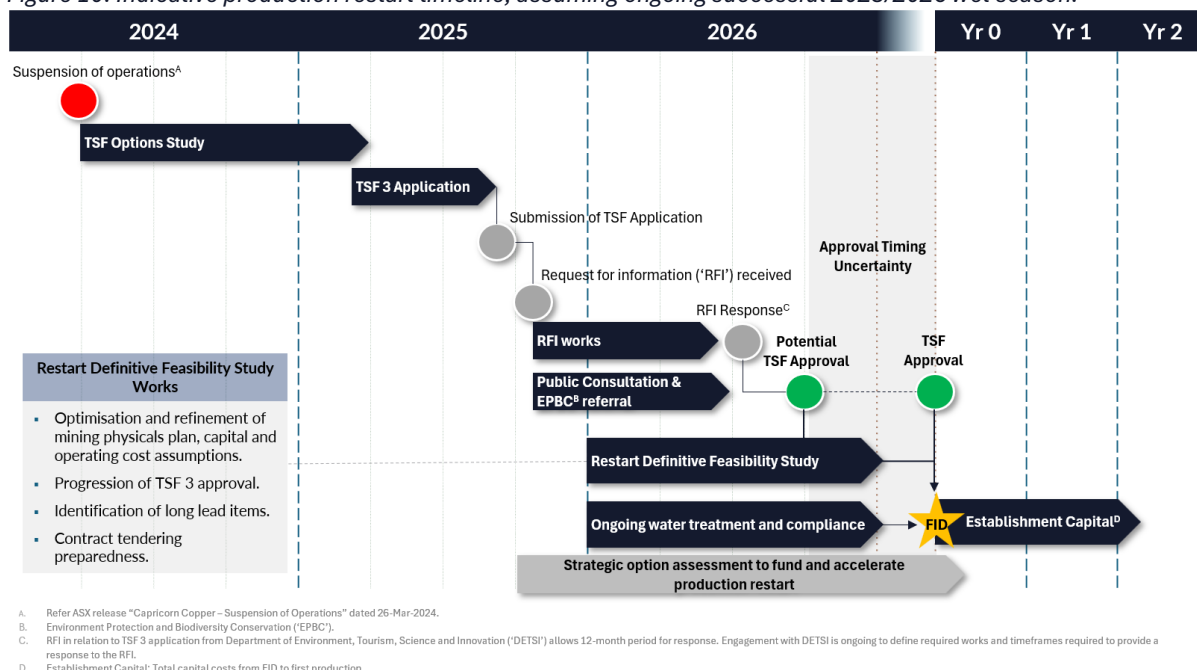 Figure 10: Indicative production restart timeline, assuming ongoing successful 2025/2026 wet season.
2024 2025 2026 Yr 0 Yr 1 Yr 2
Suspension of operationsA
TSF Options Study
TSF 3 Application
Submission of TSF Application
Request for information (‘RFI’) received
Approval Timing
Uncertainty
RFI ResponseC
RFI works
Potential
TSF Approval
TSF
Approval
Public Consultation &
EPBCB referral
Restart Definitive Feasibility Study
Works
▪ Optimisation and refinement of
mining physicals plan, capital and
operating cost assumptions.
▪ Progression of TSF 3 approval.
▪ Identification of long lead items.
▪ Contract tendering
preparedness.
Restart Definitive Feasibility Study
Ongoing water treatment and compliance
FID
Establishment CapitalD
Strategic option assessment to fund and accelerate
production restart
A. Refer ASX release “Capricorn Copper – Suspension of Operations” dated 26-Mar-2024.
B. Environment Protection and Biodiversity Conservation (‘EPBC’).
C. RFI in relation to TSF 3 application from Department of Environment, Tourism, Science and Innovation (‘DETSI’) allows 12-month period for response. Engagement with DETSI is ongoing to define required works and timeframes required to provide a
response to the RFI.
D. Establishment Capital: Total capital costs from FID to first production.